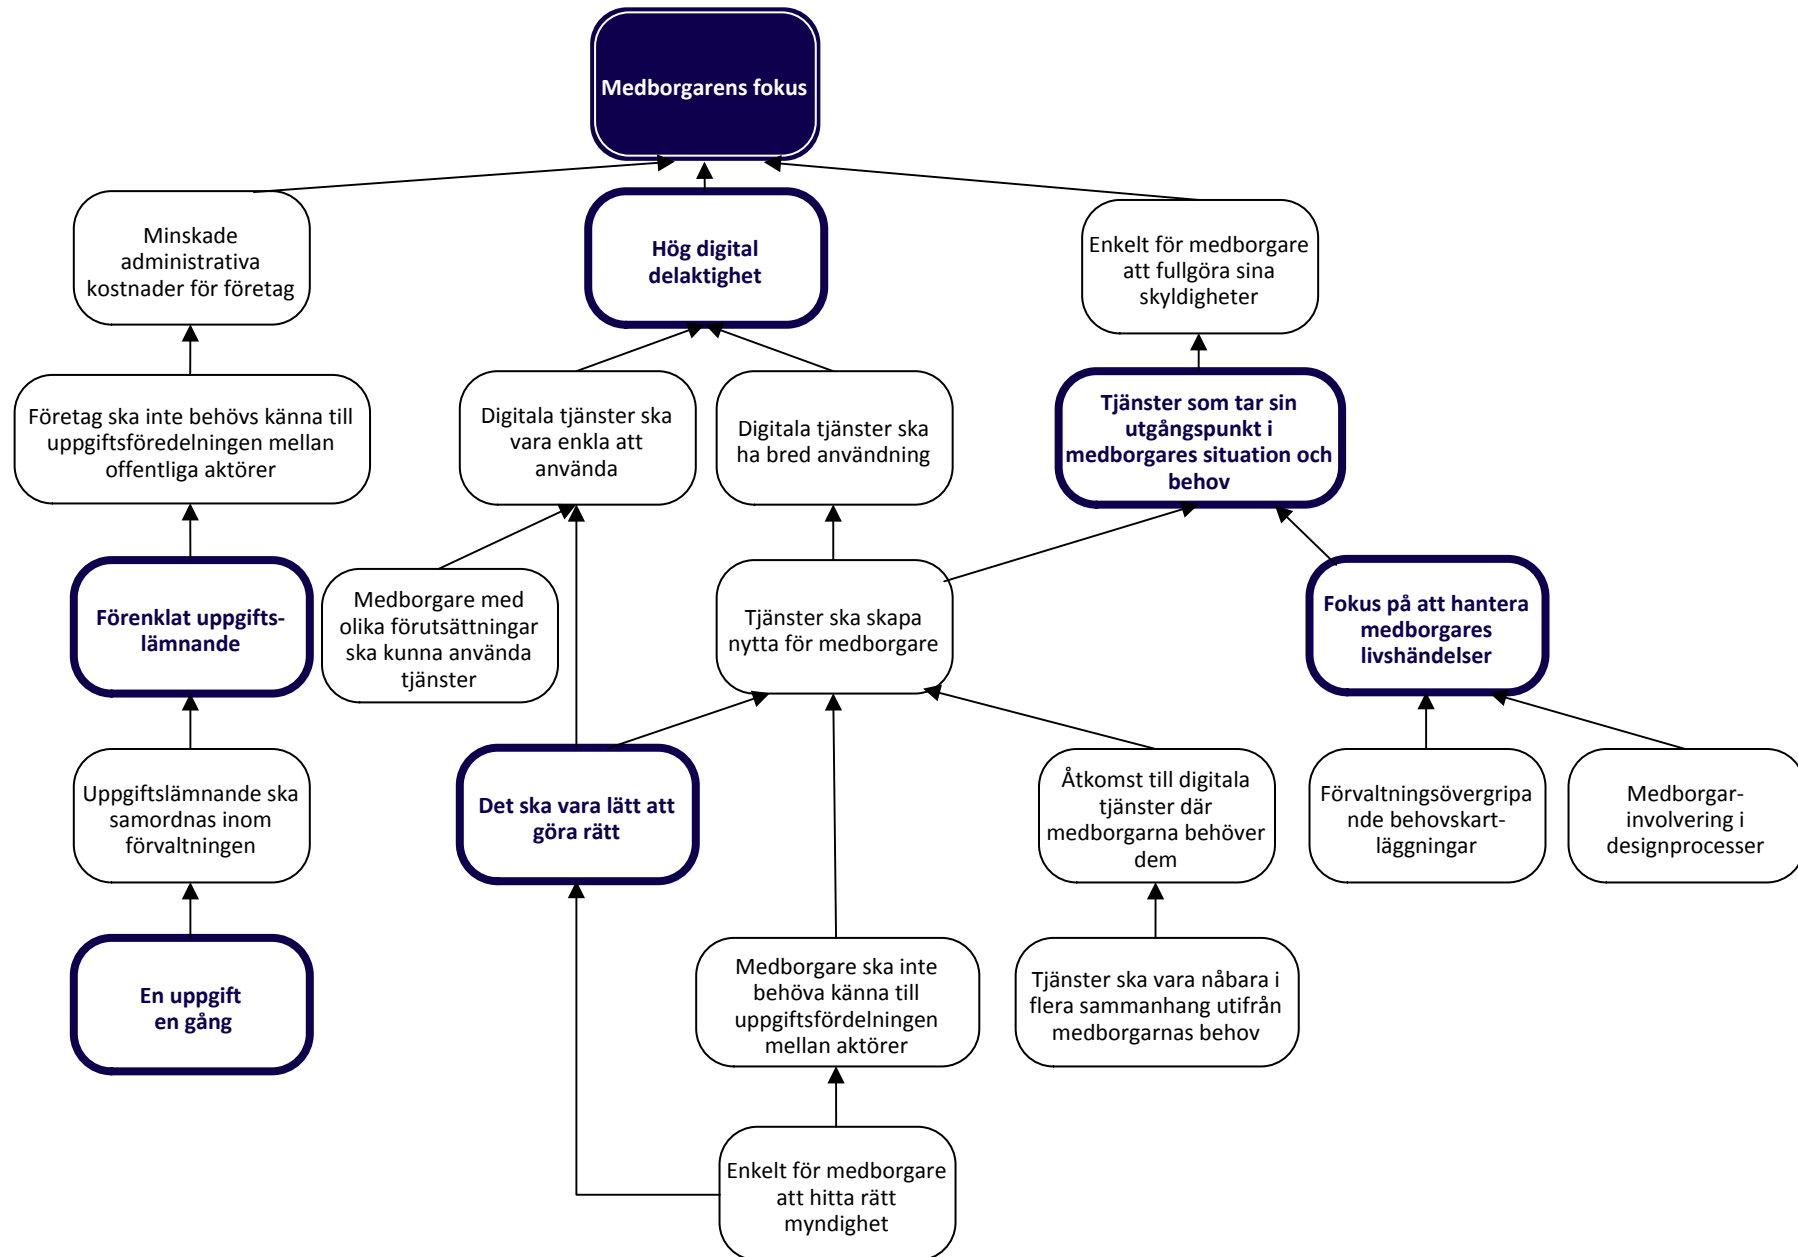 Medborgarens fokus
Minskade
administrativa
kostnader för företag
Hög digital
delaktighet
Enkelt för medborgare
att fullgöra sina
skyldigheter
Företag ska inte behövs känna till
uppgiftsföredelningen mellan
offentliga aktörer
Digitala tjänster ska
vara enkla att
använda
Digitala tjänster ska
ha bred användning
Tjänster som tar sin
utgångspunkt i
medborgares situation och
behov
Förenklat uppgifts-
lämnande
Medborgare med
olika förutsättningar
ska kunna använda
tjänster
Tjänster ska skapa
nytta för medborgare
Fokus på att hantera
medborgares
livshändelser
Uppgiftslämnande ska
samordnas inom
förvaltningen
Det ska vara lätt att
göra rätt
Åtkomst till digitala
tjänster där
medborgarna behöver
dem
Förvaltningsövergripa
nde behovskart-
läggningar
Medborgar-
involvering i
designprocesser
En uppgift
en gång
Medborgare ska inte
behöva känna till
uppgiftsfördelningen
mellan aktörer
Tjänster ska vara nåbara i
flera sammanhang utifrån
medborgarnas behov
Enkelt för medborgare
att hitta rätt
myndighet